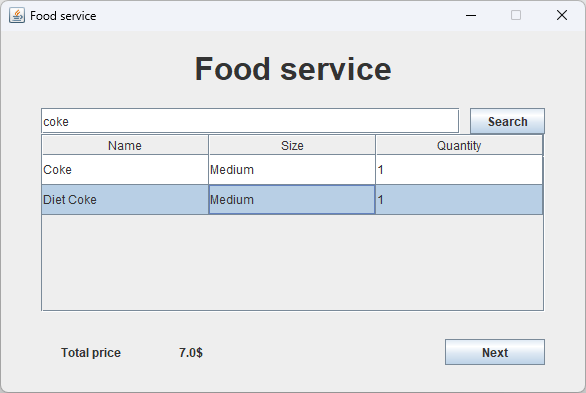 Food service
Food service
coke Search
Name Size Quantity
Coke Medium 1
Diet Coke Medium 1
Total price 7.0$ Next